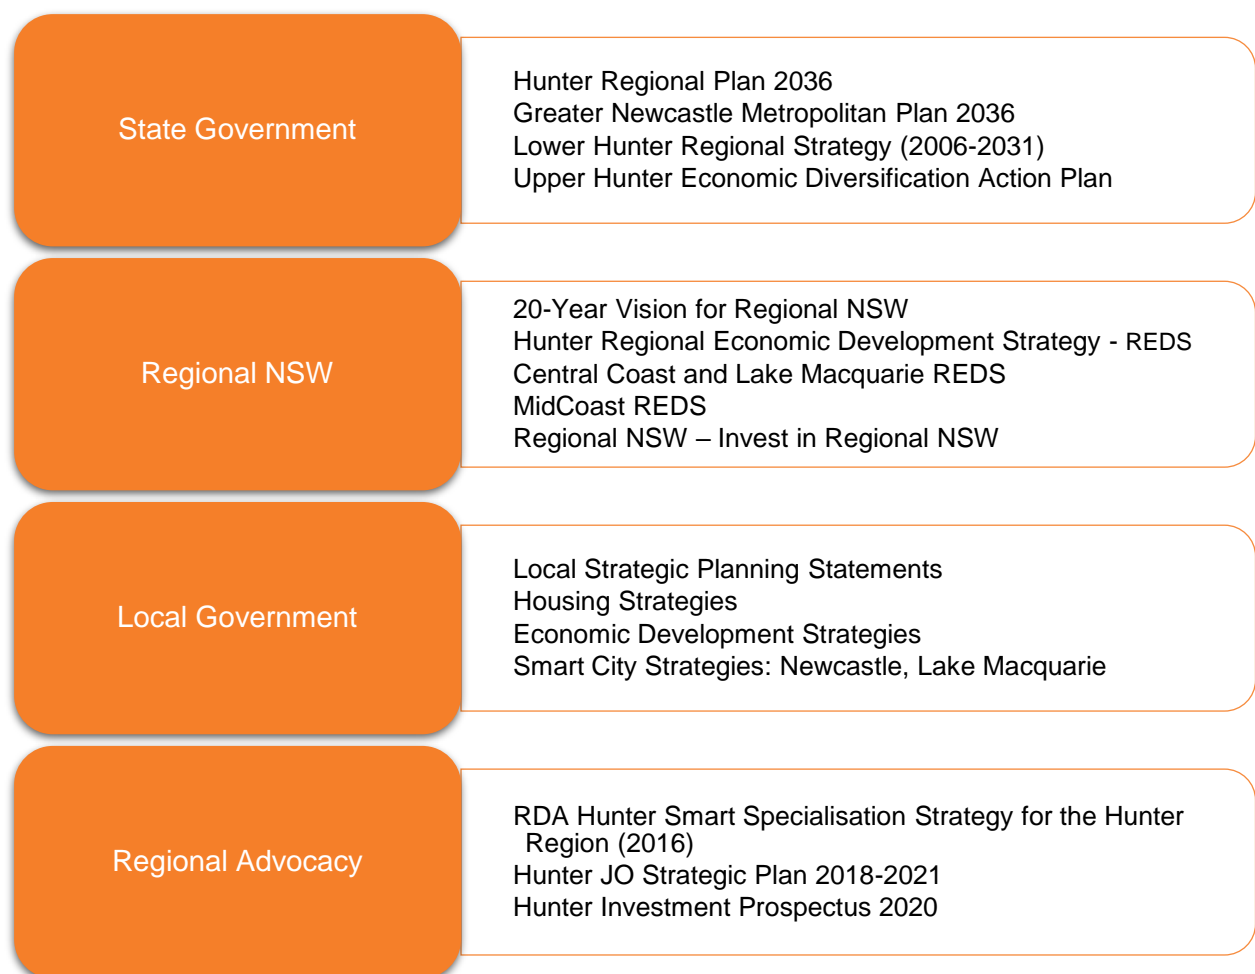 State Government
Hunter Regional Plan 2036
Greater Newcastle Metropolitan Plan 2036
Lower Hunter Regional Strategy (2006-2031)
Upper Hunter Economic Diversification Action Plan
Regional NSW
20-Year Vision for Regional NSW
Hunter Regional Economic Development Strategy - REDS
Central Coast and Lake Macquarie REDS
MidCoast REDS
Regional NSW – Invest in Regional NSW
Local Government
Local Strategic Planning Statements
Housing Strategies
Economic Development Strategies
Smart City Strategies: Newcastle, Lake Macquarie
Regional Advocacy
RDA Hunter Smart Specialisation Strategy for the Hunter
Region (2016)
Hunter JO Strategic Plan 2018-2021
Hunter Investment Prospectus 2020